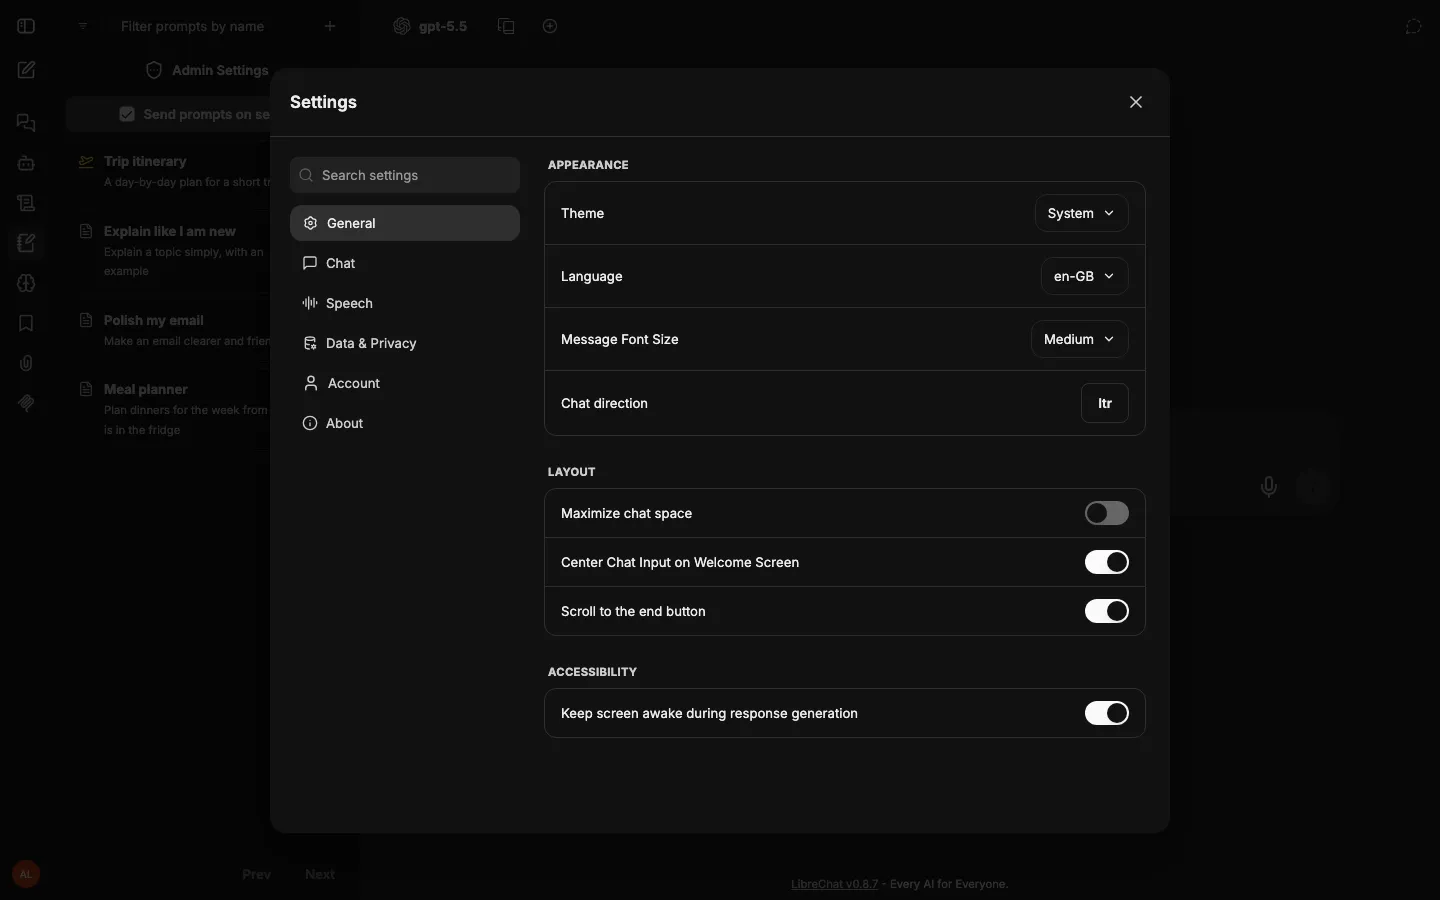 Filter prompts by name
gpt-5.5
Admin Settings
Send prompts on se
Trip itinerary
A day-by-day plan for a short tr
Explain like I am new
Explain a topic simply, with an
example
Polish my email
Make an email clearer and frien
Meal planner
Plan dinners for the week from
is in the fridge
Prev
Next
AL
Settings
Search settings
General
Chat
Speech
Data & Privacy
Account
About
APPEARANCE
Theme
System
Language
en-GB
Message Font Size
Medium
Chat direction
ltr
LAYOUT
Maximize chat space
Center Chat Input on Welcome Screen
Scroll to the end button
ACCESSIBILITY
Keep screen awake during response generation
LibreChat v0.8.7 - Every AI for Everyone.